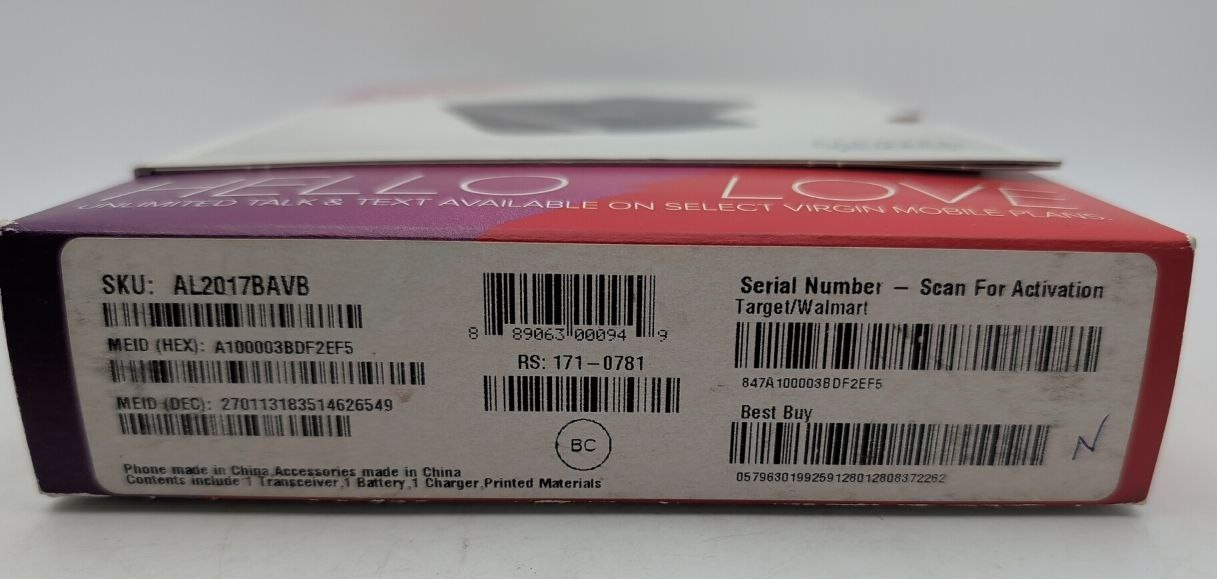 HELLO LOVE
UNLIMITED TALK & TEXT AVAILABLE ON SELECT VIRGIN MOBILE PLANS.
SKU: AL2017BAVB
MEID (HEX): A100003BDF2EF5
MEID (DEC): 270113183514626549
Phone made in China,Accessories made in China
Contents include 1 Transceiver,1 Battery,1 Charger,Printed Materials
8 89063 00094 9
RS: 171-0781
BC
Serial Number – Scan For Activation
Target/Walmart
847A100003BDF2EF5
Best Buy
0579630199259128012808372262
N